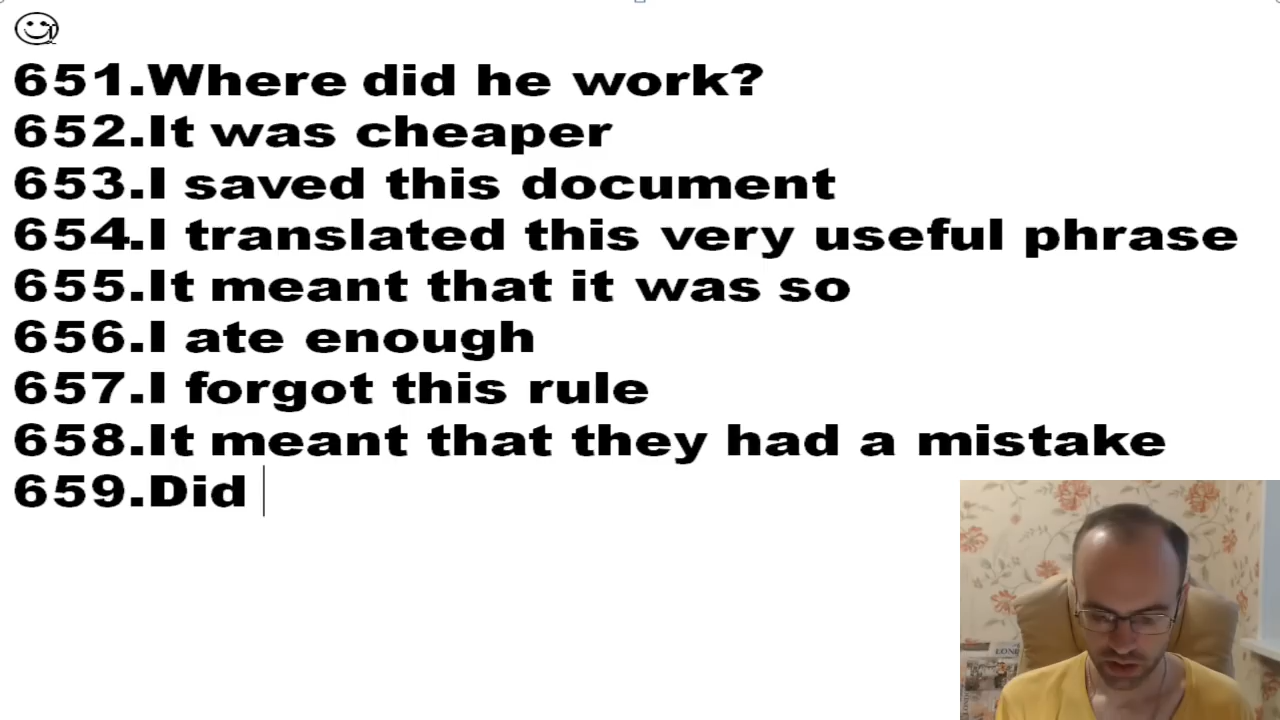 651.Where did he work?
652.It was cheaper
653.I saved this document
654.I translated this very useful phrase
655.It meant that it was so
656.I ate enough
657.I forgot this rule
658.It meant that they had a mistake
659.Did